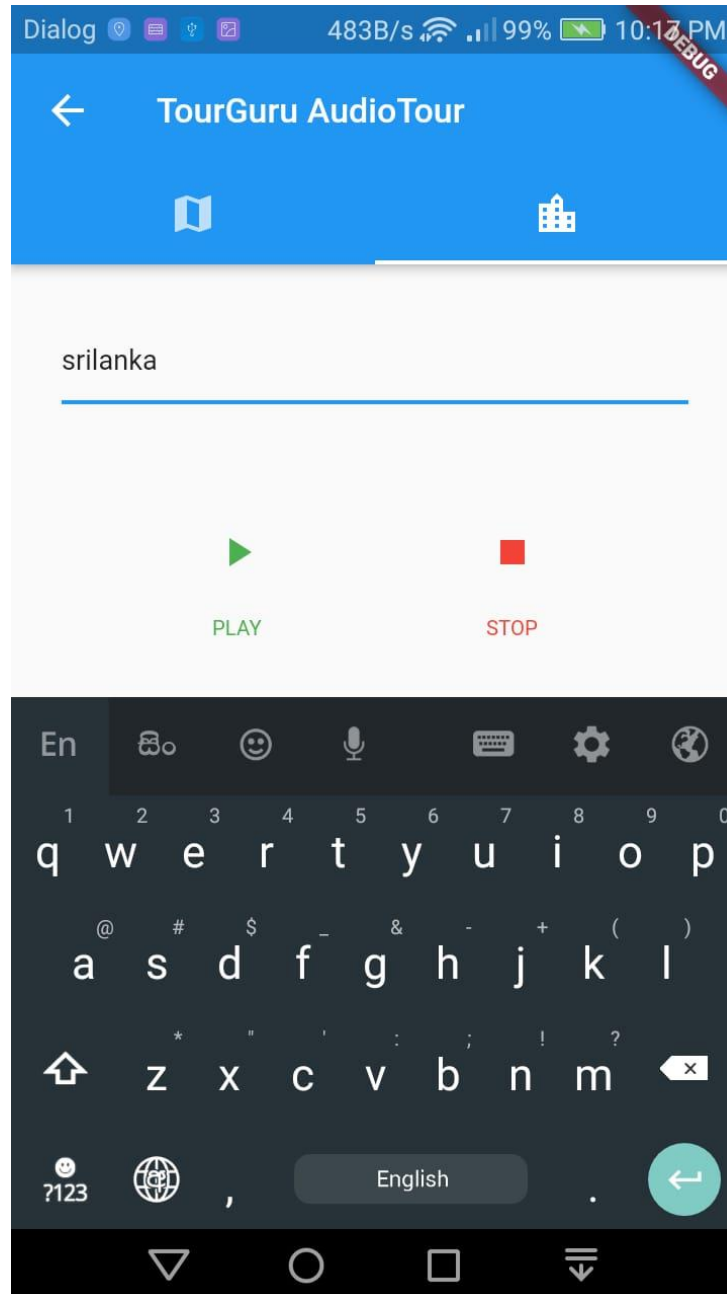 Dialog 483B/s 99% 10:17 PM
DEBUG
TourGuru AudioTour
srilanka
PLAY STOP
En සිං
1 2 3 4 5 6 7 8 9 0
q w e r t y u i o p
@ # $ _ & - + ( )
a s d f g h j k l
* " ' : ; ! ?
z x c v b n m
?123 , English .